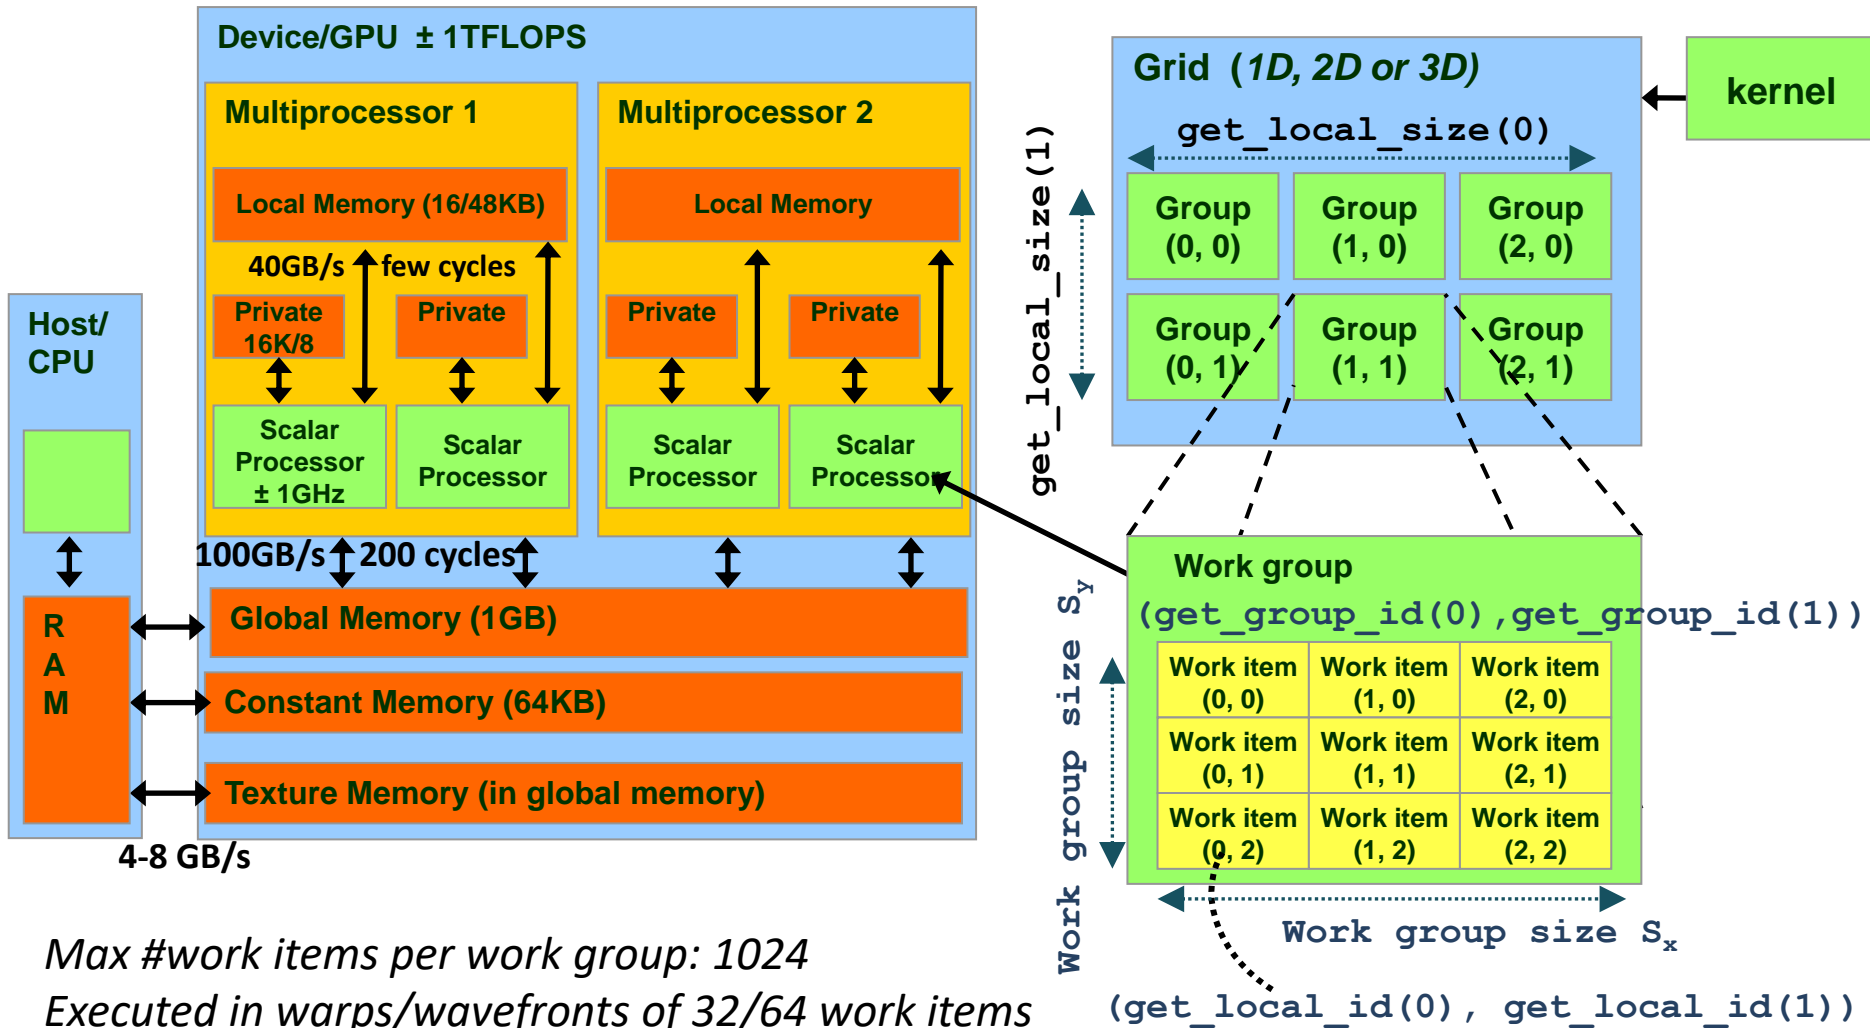 Device/GPU ± 1TFLOPS
Multiprocessor 1
Local Memory (16/48KB)
40GB/s few cycles
Private
16K/8
Private
Scalar
Processor
± 1GHz
Scalar
Processor
Multiprocessor 2
Local Memory
Private
Private
Scalar
Processor
Scalar
Processor
Host/
CPU
R
A
M
100GB/s 200 cycles
Global Memory (1GB)
Constant Memory (64KB)
Texture Memory (in global memory)
4-8 GB/s
Max #work items per work group: 1024
Executed in warps/wavefronts of 32/64 work items
Grid (1D, 2D or 3D)
kernel
get_local_size(0)
get_local_size(1)
Group
(0, 0)
Group
(1, 0)
Group
(2, 0)
Group
(0, 1)
Group
(1, 1)
Group
(2, 1)
Work group
(get_group_id(0),get_group_id(1))
Work group size Sy
Work item
(0, 0)
Work item
(1, 0)
Work item
(2, 0)
Work item
(0, 1)
Work item
(1, 1)
Work item
(2, 1)
Work item
(0, 2)
Work item
(1, 2)
Work item
(2, 2)
Work group size Sx
(get_local_id(0), get_local_id(1))